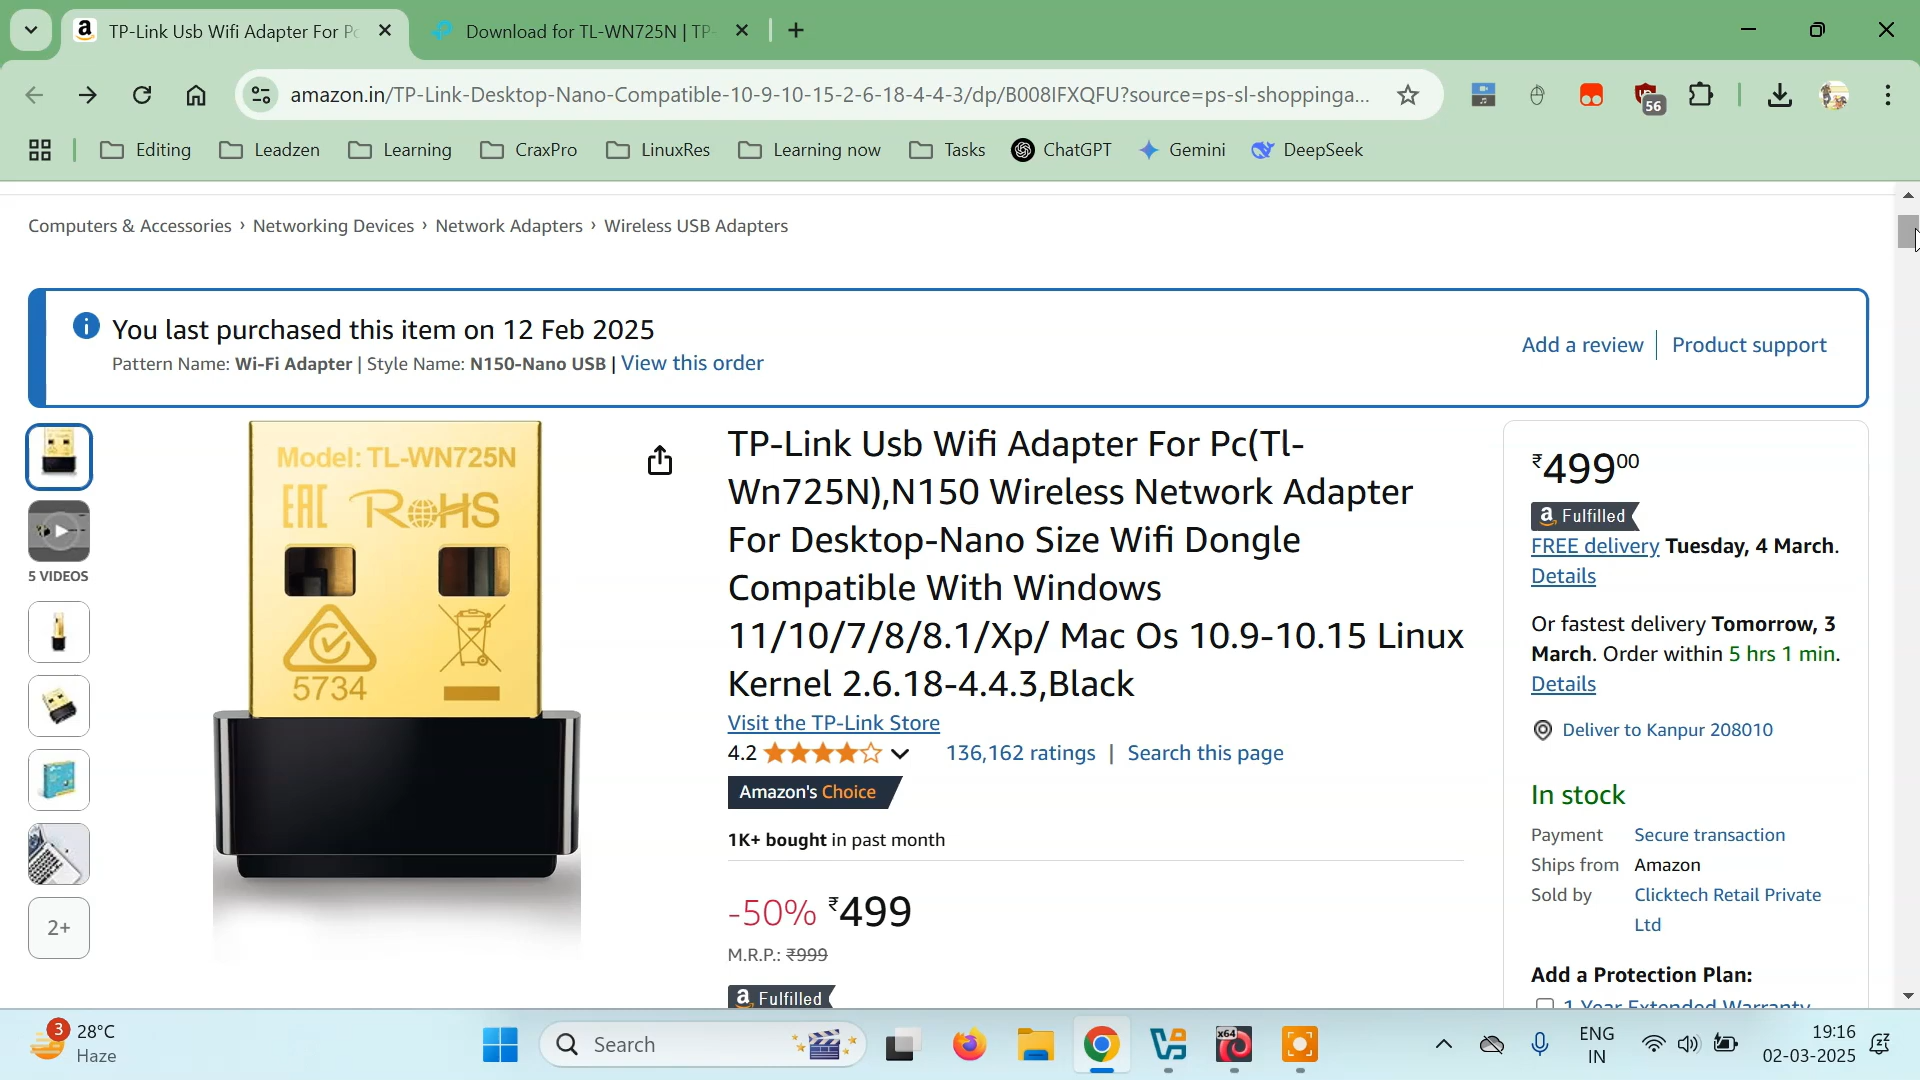 TP-Link Usb Wifi Adapter For Pc
Download for TL-WN725N | TP-
amazon.in/TP-Link-Desktop-Nano-Compatible-10-9-10-15-2-6-18-4-4-3/dp/B008IFXQFU?source=ps-sl-shoppinga...
56
Editing
Leadzen
Learning
CraxPro
LinuxRes
Learning now
Tasks
ChatGPT
Gemini
DeepSeek
Computers & Accessories › Networking Devices › Network Adapters › Wireless USB Adapters
You last purchased this item on 12 Feb 2025
Pattern Name: Wi-Fi Adapter | Style Name: N150-Nano USB | View this order
Add a review
Product support
5 VIDEOS
2+
Model: TL-WN725N
EAC RoHS
5734
TP-Link Usb Wifi Adapter For Pc(Tl-
Wn725N),N150 Wireless Network Adapter
For Desktop-Nano Size Wifi Dongle
Compatible With Windows
11/10/7/8/8.1/Xp/ Mac Os 10.9-10.15 Linux
Kernel 2.6.18-4.4.3,Black
Visit the TP-Link Store
4.2
136,162 ratings | Search this page
Amazon's Choice
1K+ bought in past month
-50% ₹499
M.R.P.: ₹999
a Fulfilled
₹499⁰⁰
a Fulfilled
FREE delivery Tuesday, 4 March.
Details
Or fastest delivery Tomorrow, 3
March. Order within 5 hrs 1 min.
Details
Deliver to Kanpur 208010
In stock
Payment Secure transaction
Ships from Amazon
Sold by Clicktech Retail Private
Ltd
Add a Protection Plan:
1 Year Extended Warranty
3
28°C
Haze
Search
x64
ENG
IN
19:16
02-03-2025